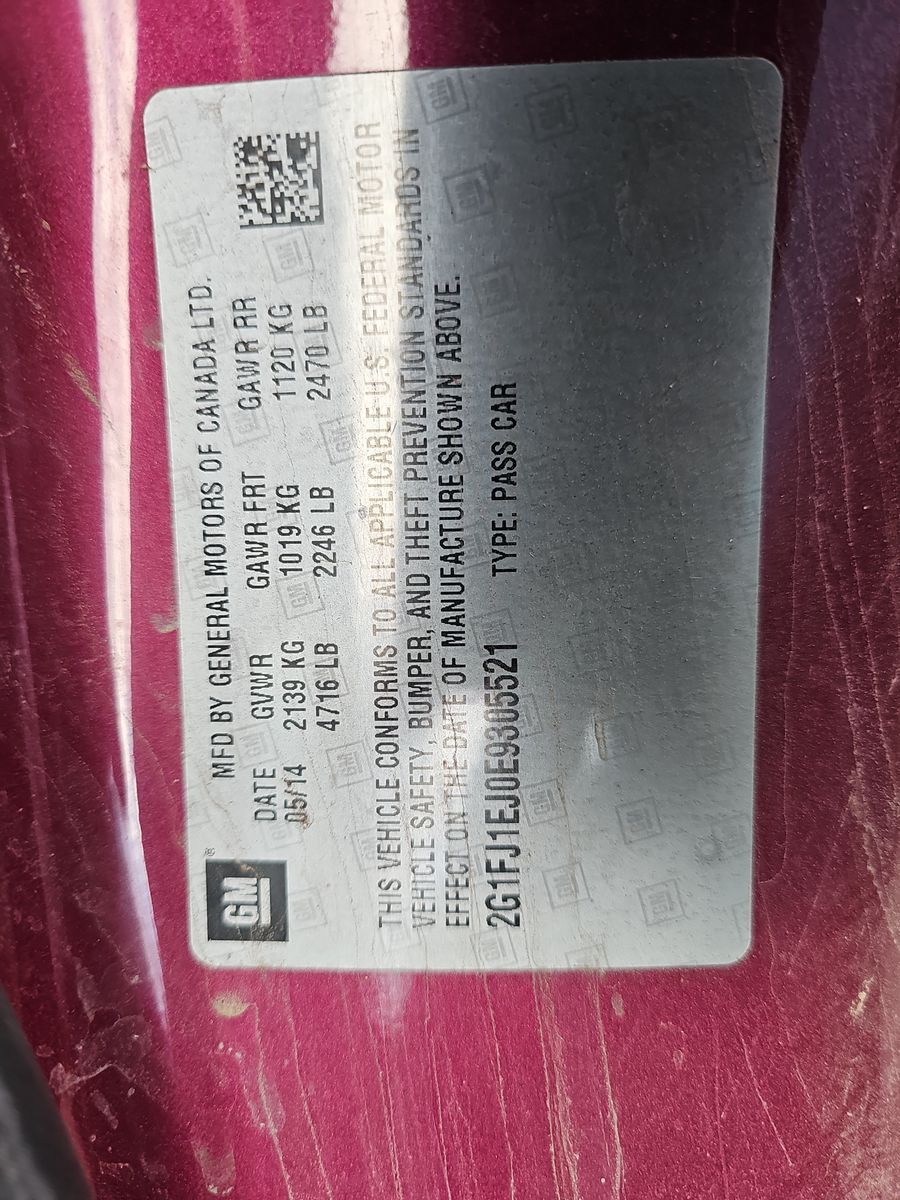 GM®
MFD BY GENERAL MOTORS OF CANADA LTD.
DATE GVWR GAWR FRT GAWR RR
05/14 2139 KG 1019 KG 1120 KG
4716 LB 2246 LB 2470 LB
THIS VEHICLE CONFORMS TO ALL APPLICABLE U.S. FEDERAL MOTOR
VEHICLE SAFETY, BUMPER, AND THEFT PREVENTION STANDARDS IN
EFFECT ON THE DATE OF MANUFACTURE SHOWN ABOVE.
2G1FJ1EJ0E9305521 TYPE: PASS CAR